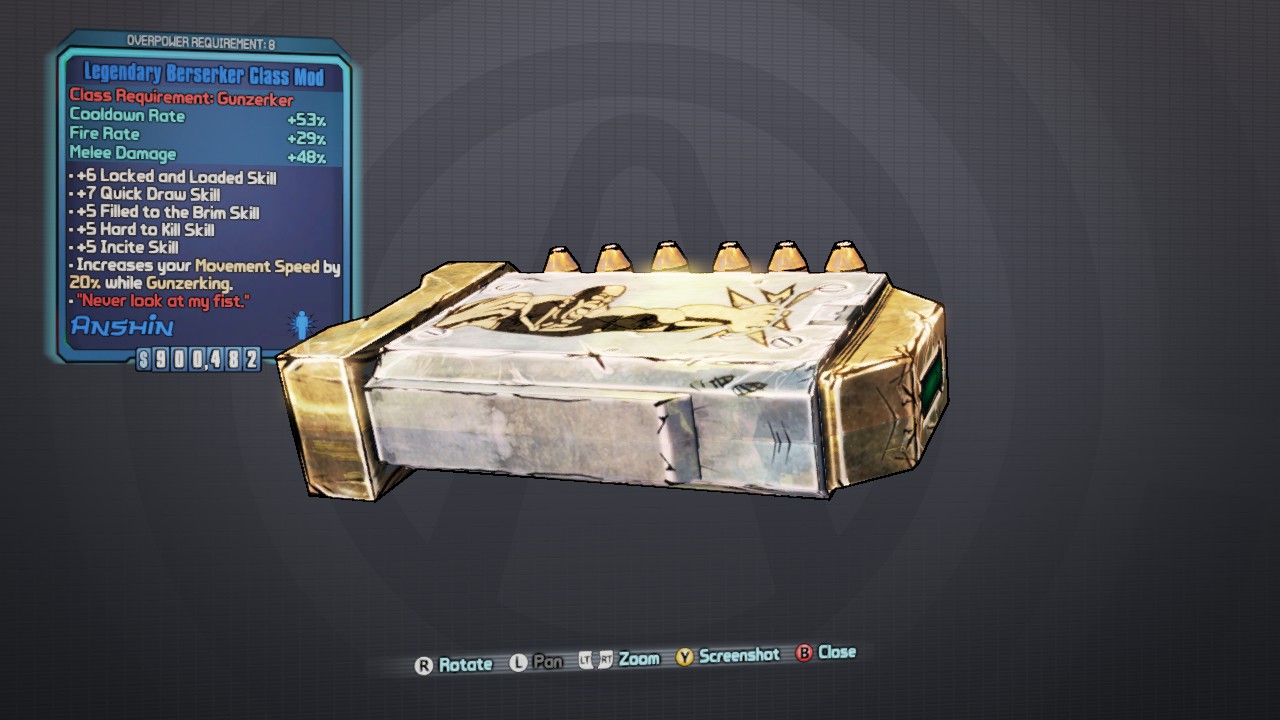 OVERPOWER REQUIREMENT: 8
Legendary Berserker Class Mod
Class Requirement: Gunzerker
Cooldown Rate +53%
Fire Rate +29%
Melee Damage +48%
• +6 Locked and Loaded Skill
• +7 Quick Draw Skill
• +5 Filled to the Brim Skill
• +5 Hard to Kill Skill
• +5 Incite Skill
• Increases your Movement Speed by
20% while Gunzerking.
• "Never look at my fist."
ANSHIN
$900,482
R Rotate L Pan LT RT Zoom Y Screenshot B Close